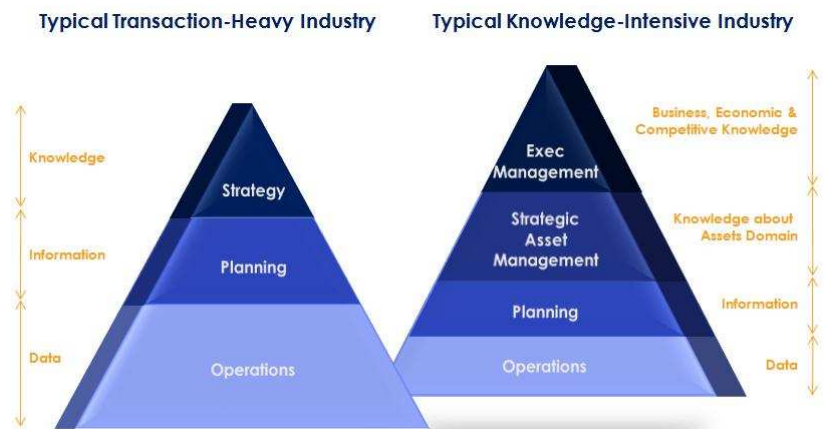 Typical Transaction-Heavy Industry
Typical Knowledge-Intensive Industry
Knowledge
Information
Data
Strategy
Planning
Operations
Exec
Management
Strategic
Asset
Management
Planning
Operations
Business, Economic &
Competitive Knowledge
Knowledge about
Assets Domain
Information
Data